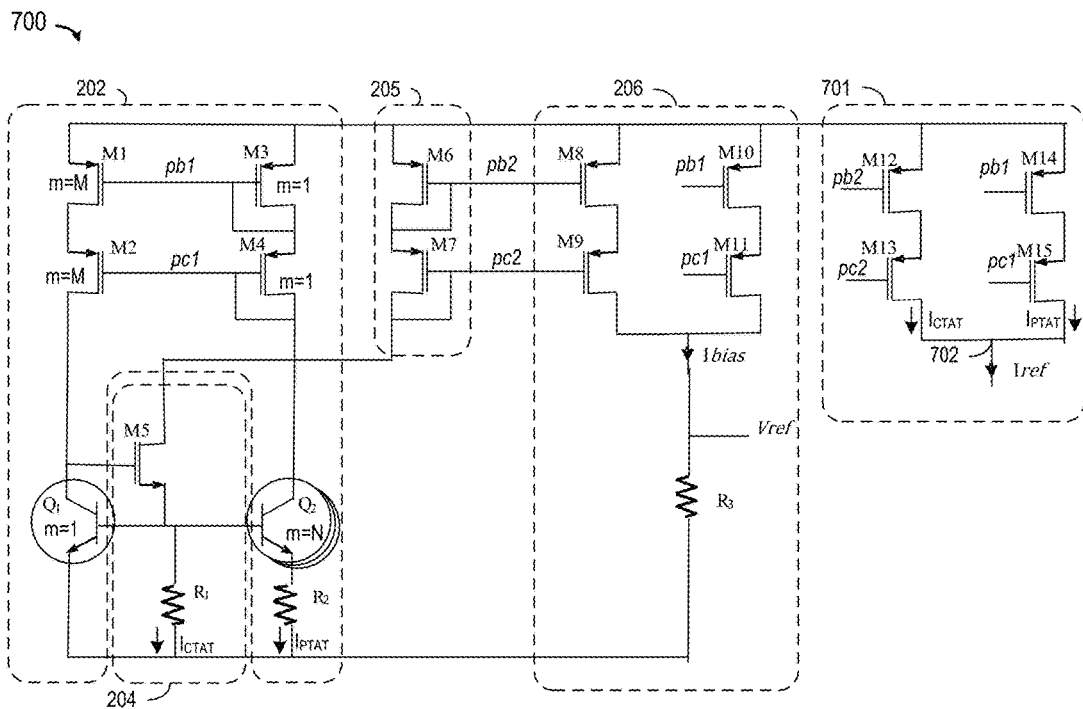 700
202
205
206
701
M1
M3
M6
M8
M10
M12
M14
m=M
pb1
m=1
pb2
pb1
pb2
pb1
M2
M4
M7
M9
M11
M13
M15
m=M
pc1
m=1
pc2
pc1
pc2
pc1
ICTAT
IPTAT
702
Ibias
Iref
M5
Vref
Q1
m=1
Q2
m=N
R3
R1
R2
ICTAT
IPTAT
204